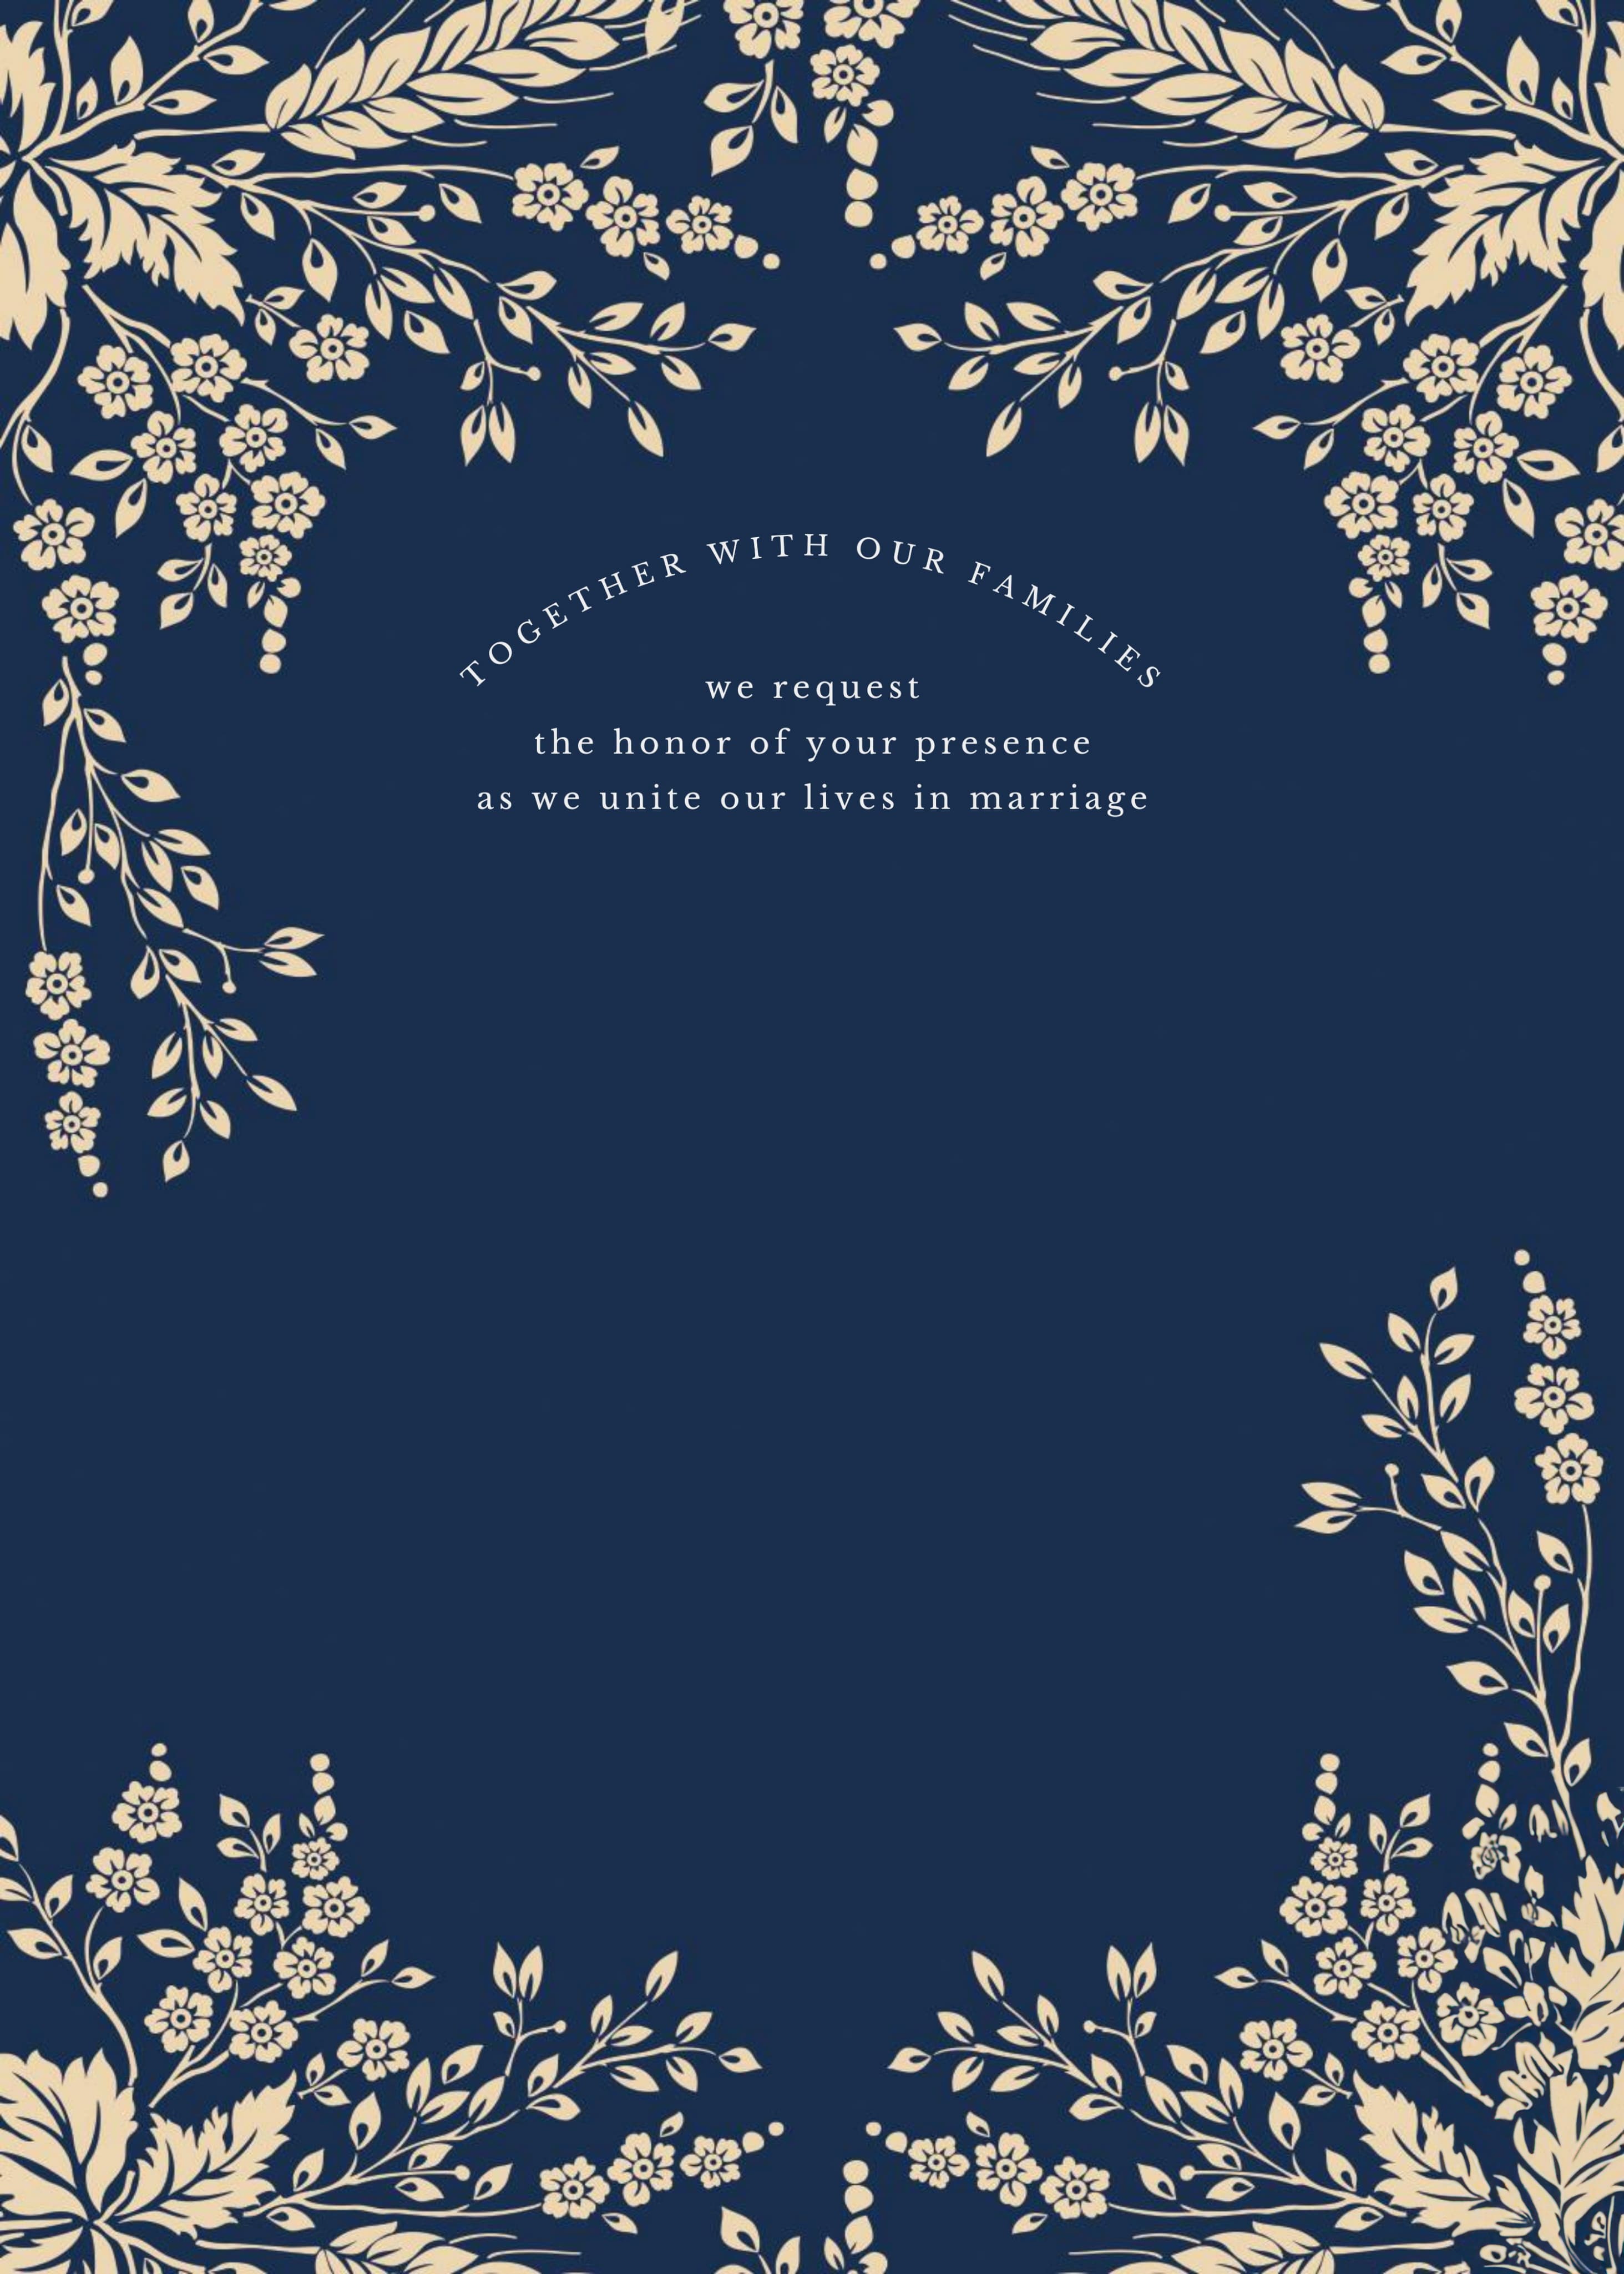 TOGETHER WITH OUR FAMILIES
we request
the honor of your presence
as we unite our lives in marriage